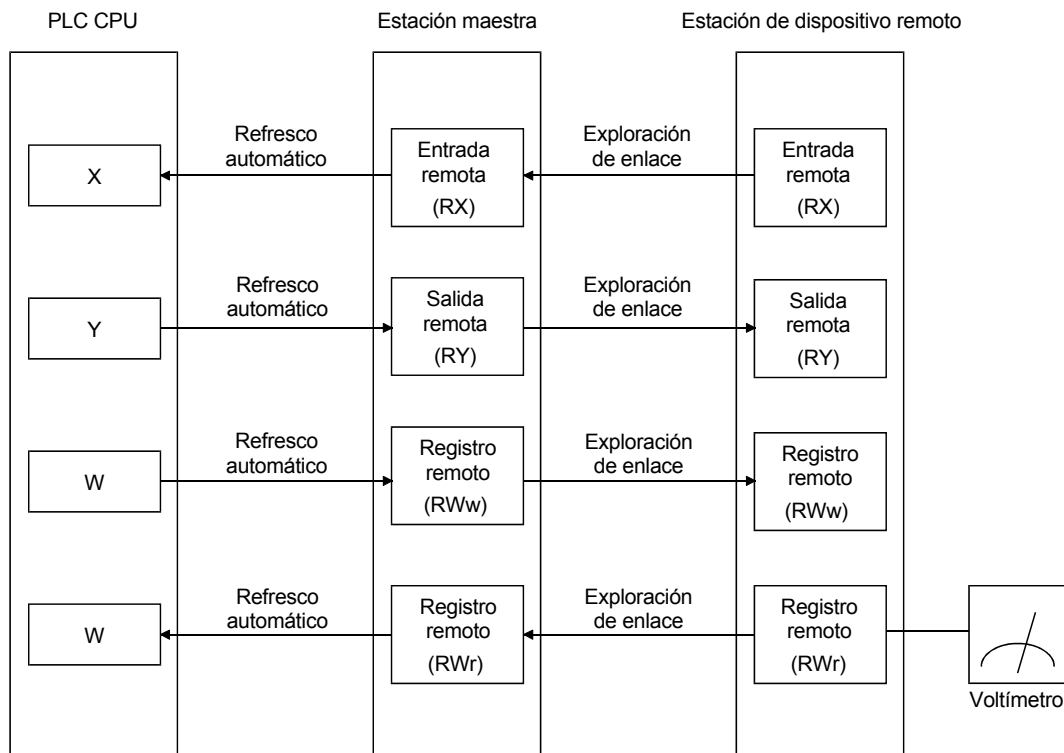 PLC CPU
Estación maestra
Estación de dispositivo remoto
Refresco
automático
Exploración
de enlace
X
Entrada
remota
(RX)
Entrada
remota
(RX)
Refresco
automático
Exploración
de enlace
Y
Salida
remota
(RY)
Salida
remota
(RY)
Refresco
automático
Exploración
de enlace
W
Registro
remoto
(RWw)
Registro
remoto
(RWw)
Refresco
automático
Exploración
de enlace
W
Registro
remoto
(RWr)
Registro
remoto
(RWr)
Voltímetro